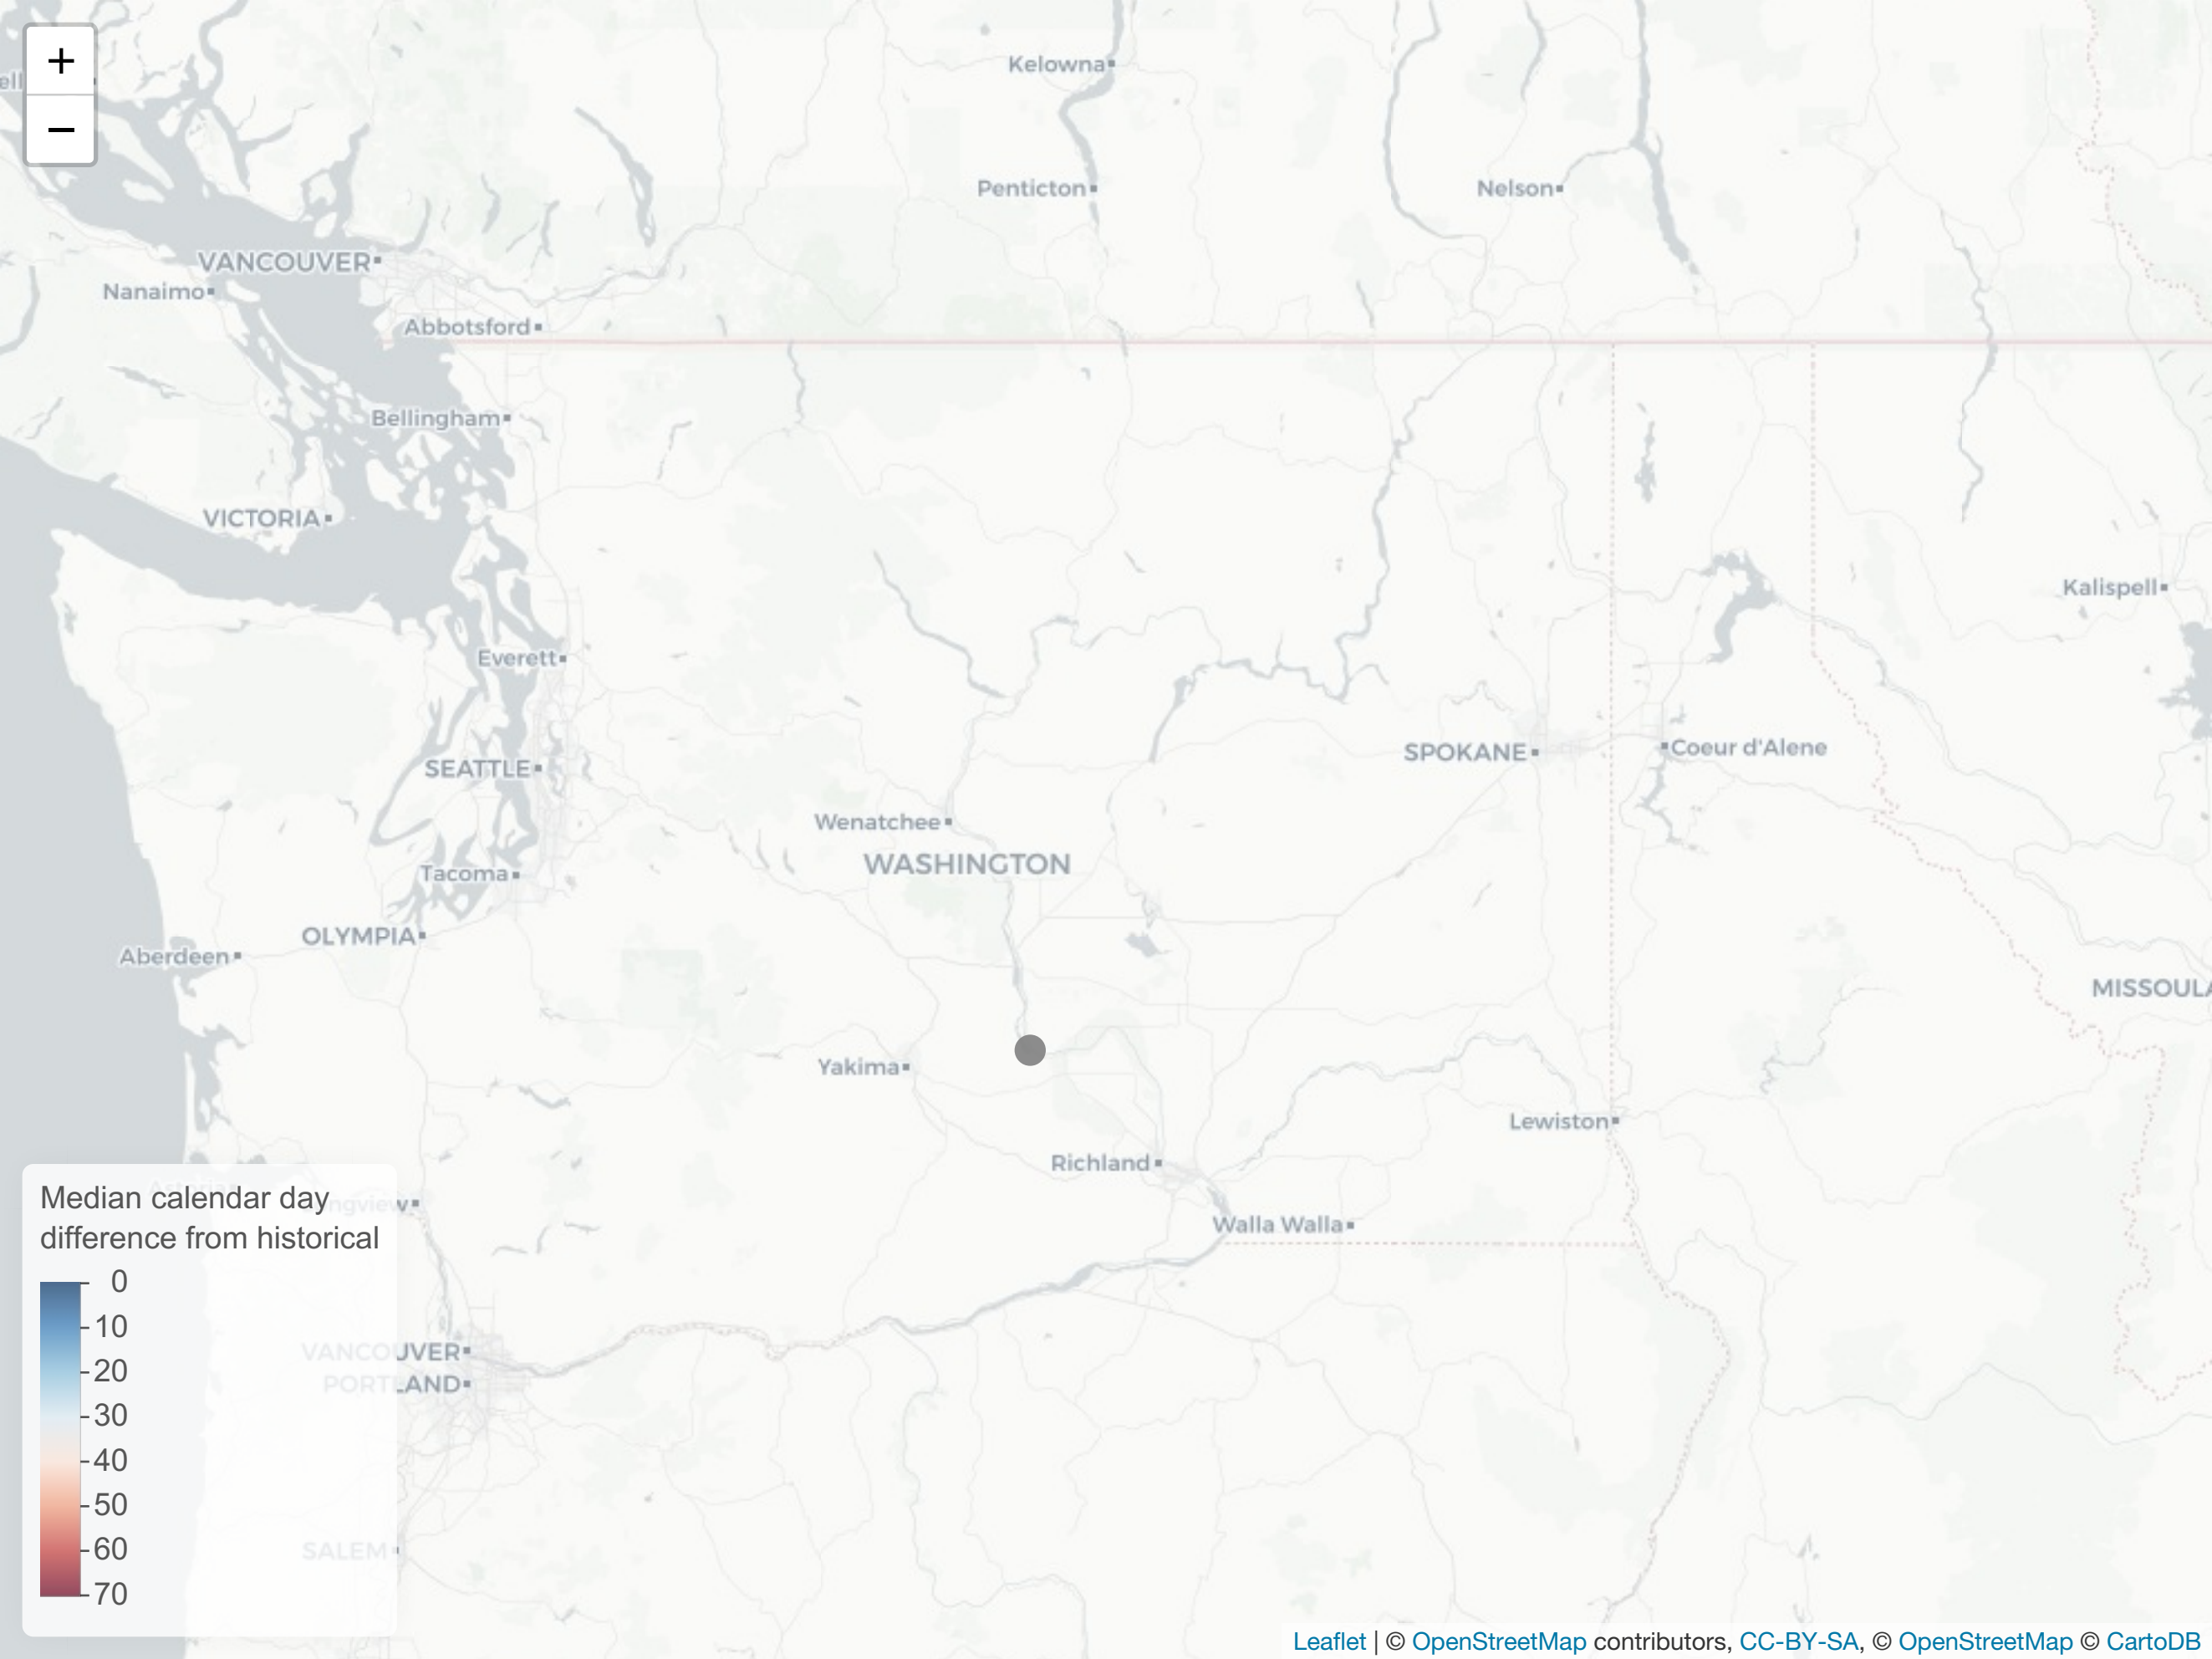 +
−
Kelowna
Penticton
Nelson
VANCOUVER
Nanaimo
Abbotsford
Bellingham
VICTORIA
Kalispell
Everett
SEATTLE
SPOKANE
Coeur d'Alene
Wenatchee
WASHINGTON
Tacoma
OLYMPIA
Aberdeen
MISSOULA
Yakima
Lewiston
Richland
Walla Walla
Astoria
ngview
Median calendar day
difference from historical
0
10
20
30
40
50
60
70
VANCOUVER
PORTLAND
SALEM
Leaflet | © OpenStreetMap contributors, CC-BY-SA, © OpenStreetMap © CartoDB